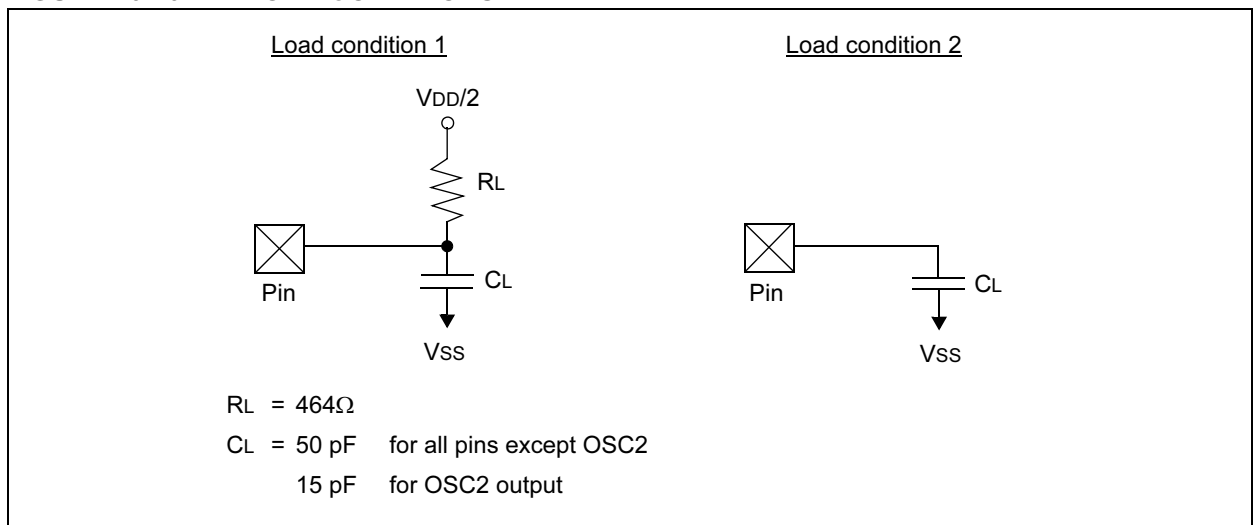 Load condition 1
Load condition 2
VDD/2
RL
Pin
CL
VSS
Pin
CL
VSS
RL = 464Ω
CL = 50 pF for all pins except OSC2
15 pF for OSC2 output